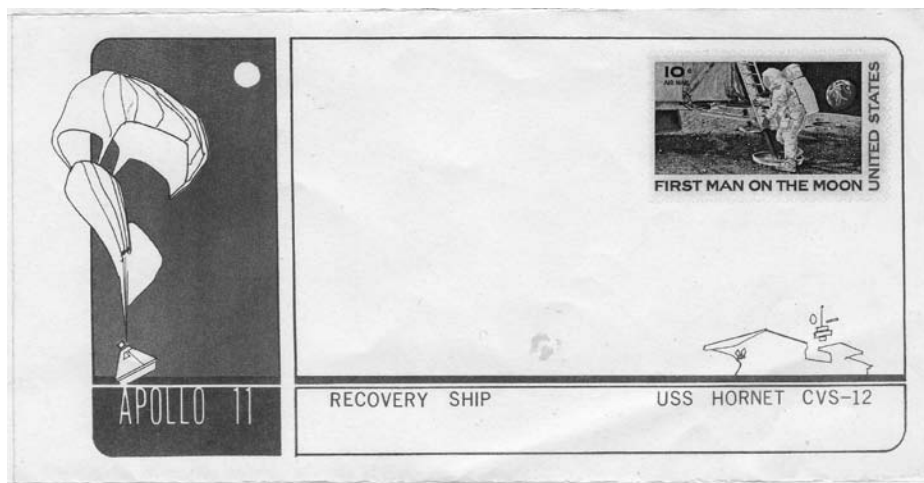 10¢
AIR MAIL
UNITED STATES
FIRST MAN ON THE MOON
APOLLO 11
RECOVERY SHIP
USS HORNET CVS-12